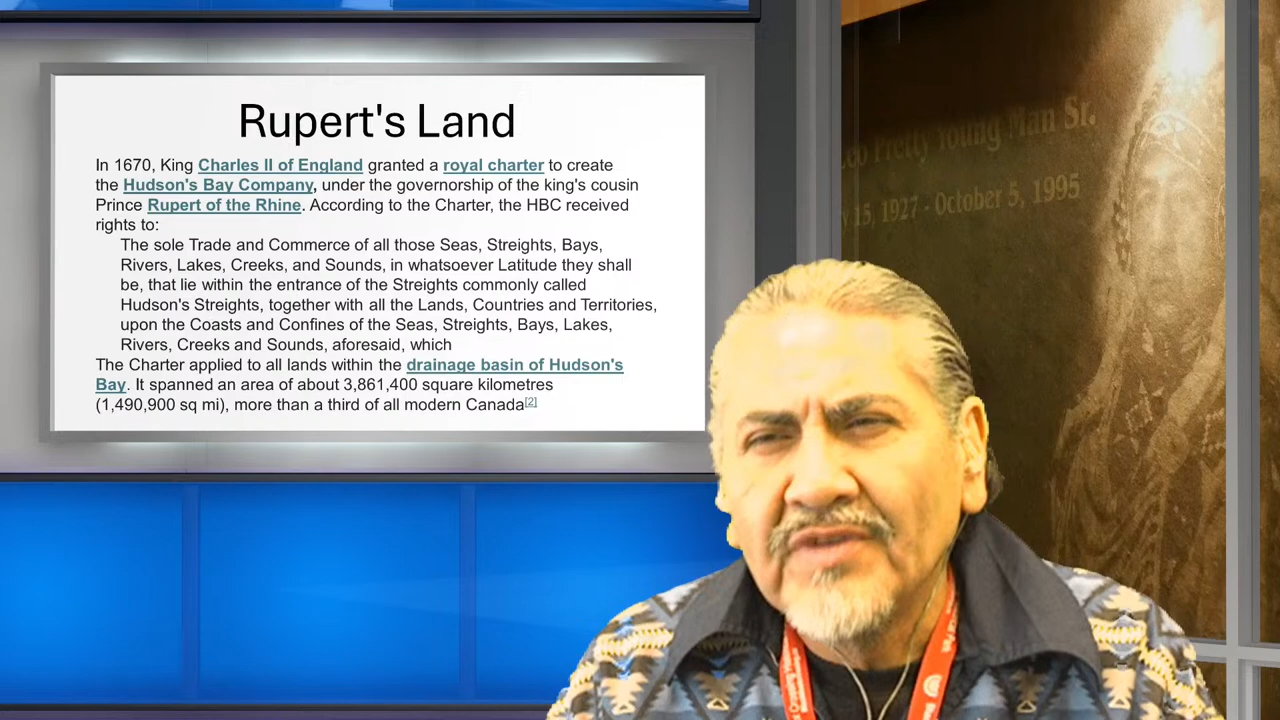 Rupert's Land
In 1670, King Charles II of England granted a royal charter to create
the Hudson's Bay Company, under the governorship of the king's cousin
Prince Rupert of the Rhine. According to the Charter, the HBC received
rights to:
The sole Trade and Commerce of all those Seas, Streights, Bays,
Rivers, Lakes, Creeks, and Sounds, in whatsoever Latitude they shall
be, that lie within the entrance of the Streights commonly called
Hudson's Streights, together with all the Lands, Countries and Territories,
upon the Coasts and Confines of the Seas, Streights, Bays, Lakes,
Rivers, Creeks and Sounds, aforesaid, which
The Charter applied to all lands within the drainage basin of Hudson's
Bay. It spanned an area of about 3,861,400 square kilometres
(1,490,900 sq mi), more than a third of all modern Canada[2]
Pretty Young Man Sr.
15, 1927 - October 5, 1995
Crossing